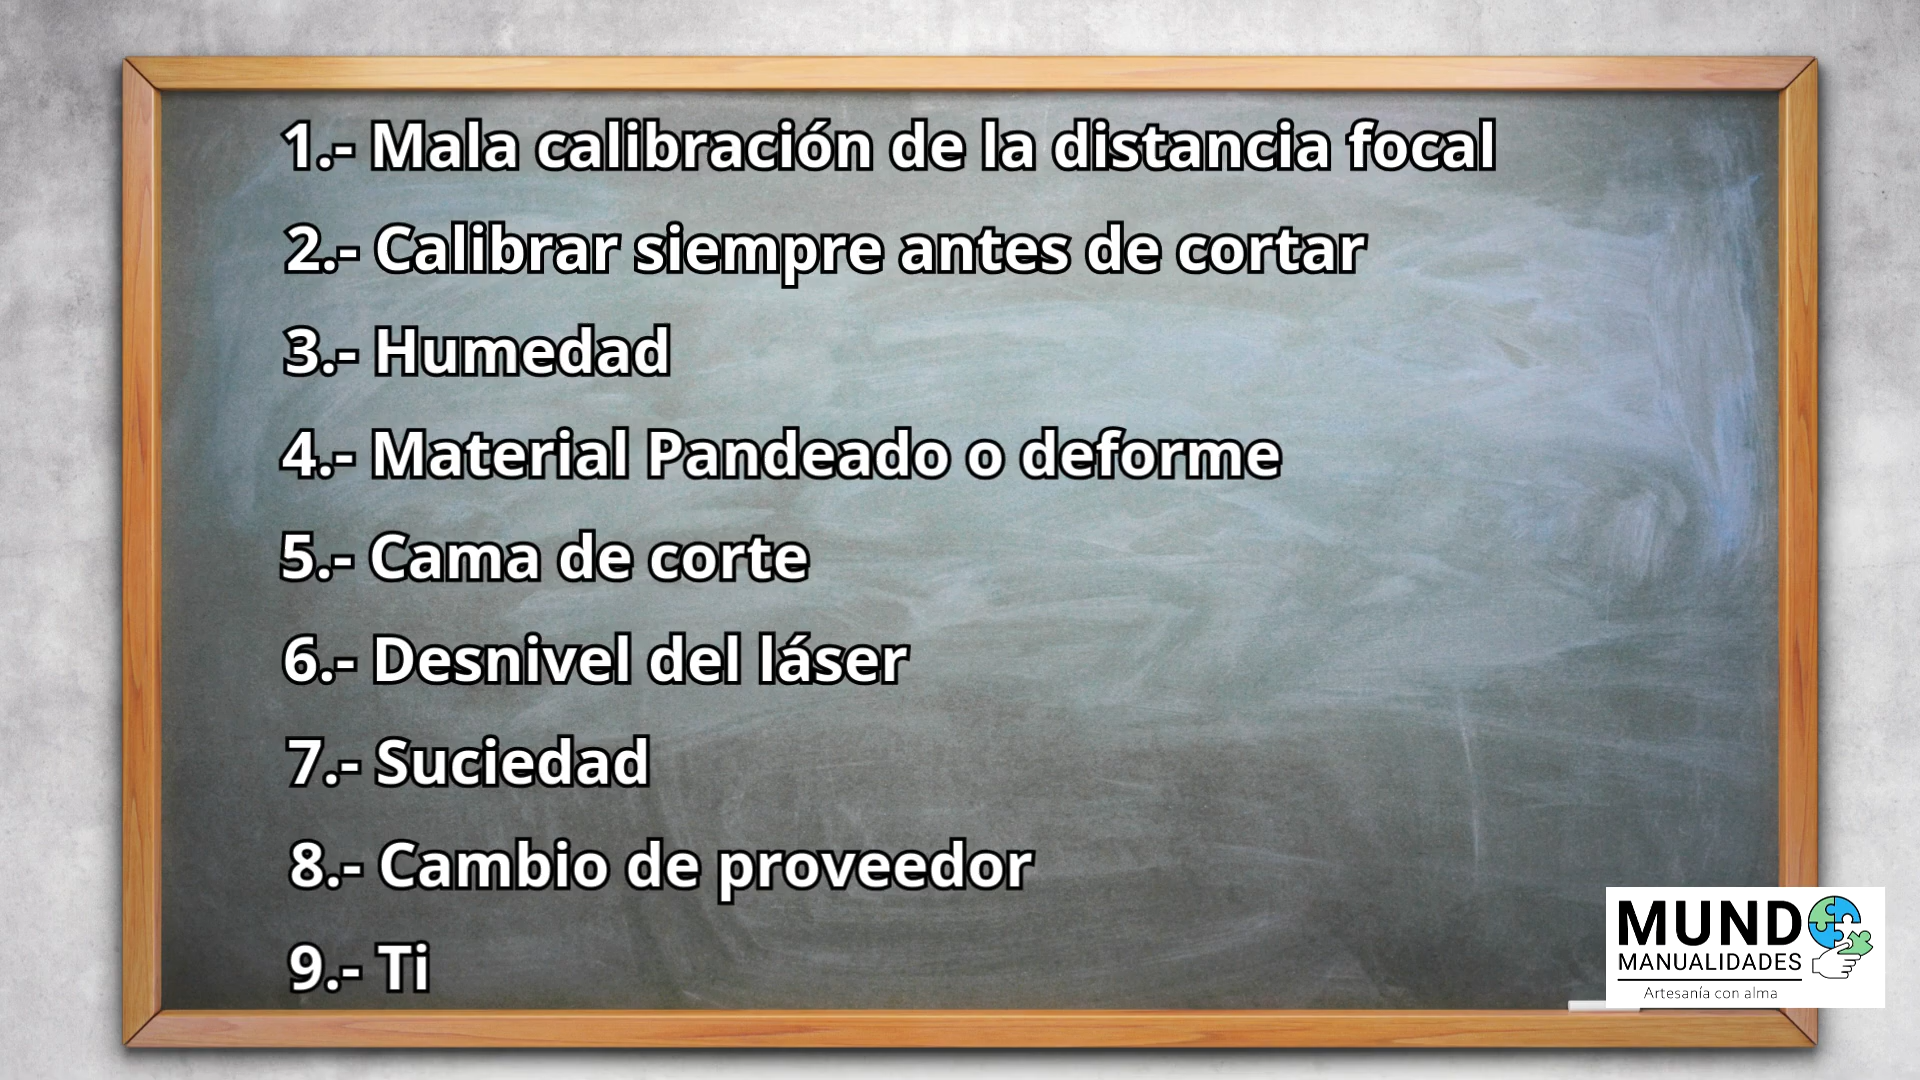 1.- Mala calibración de la distancia focal
2.- Calibrar siempre antes de cortar
3.- Humedad
4.- Material Pandeado o deforme
5.- Cama de corte
6.- Desnivel del láser
7.- Suciedad
8.- Cambio de proveedor
9.- Ti
MUNDO
MANUALIDADES
Artesanía con alma